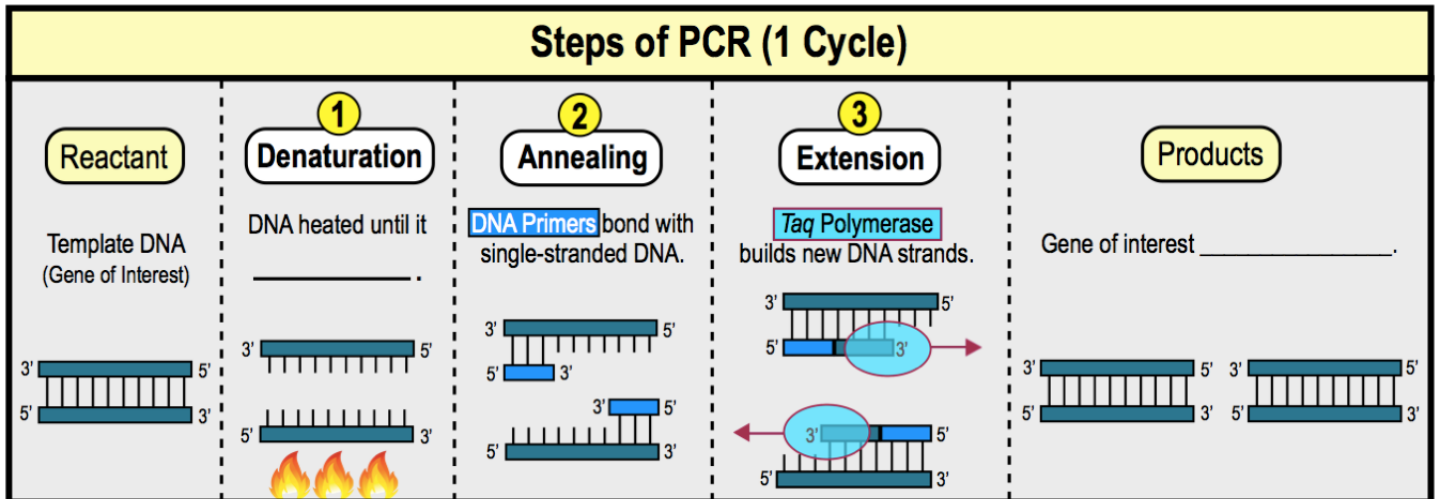 Steps of PCR (1 Cycle)
Reactant
Template DNA
(Gene of Interest)
3' 5'
5' 3'
1
Denaturation
DNA heated until it
____________ .
3' 5'
5' 3'
2
Annealing
DNA Primers bond with
single-stranded DNA.
3' 5'
5' 3'
3' 5'
5' 3'
3
Extension
Taq Polymerase
builds new DNA strands.
3' 5'
5' 3'
3' 5'
5' 3'
Products
Gene of interest ________________.
3' 5' 3' 5'
5' 3' 5' 3'